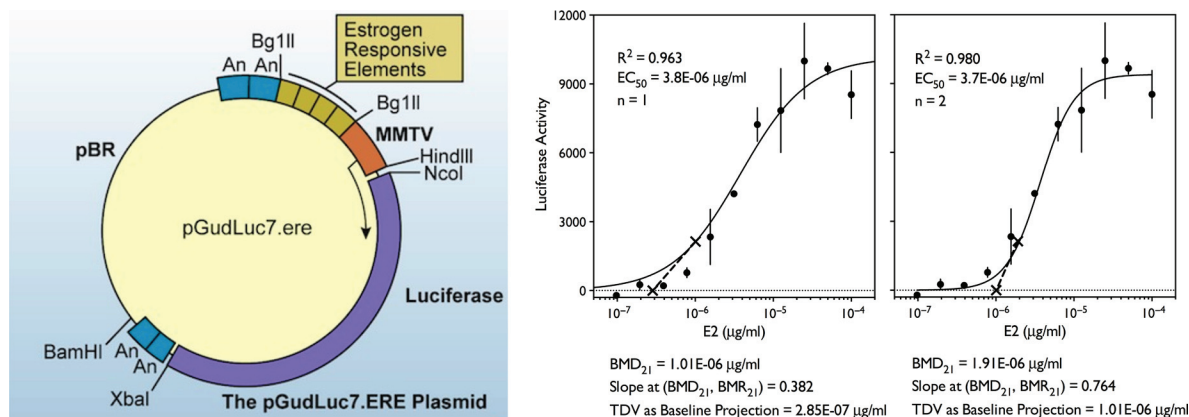 Estrogen
Responsive
Elements
Bg1II
An
An
Bg1II
MMTV
HindIII
NcoI
pBR
pGudLuc7.ere
Luciferase
BamHI
An
An
XbaI
The pGudLuc7.ERE Plasmid
12000
9000
6000
3000
0
Luciferase Activity
R² = 0.963
EC₅₀ = 3.8E-06 µg/ml
n = 1
10⁻⁷
10⁻⁶
10⁻⁵
10⁻⁴
E2 (µg/ml)
BMD₂₁ = 1.01E-06 µg/ml
Slope at (BMD₂₁, BMR₂₁) = 0.382
TDV as Baseline Projection = 2.85E-07 µg/ml
R² = 0.980
EC₅₀ = 3.7E-06 µg/ml
n = 2
10⁻⁷
10⁻⁶
10⁻⁵
10⁻⁴
E2 (µg/ml)
BMD₂₁ = 1.91E-06 µg/ml
Slope at (BMD₂₁, BMR₂₁) = 0.764
TDV as Baseline Projection = 1.01E-06 µg/ml